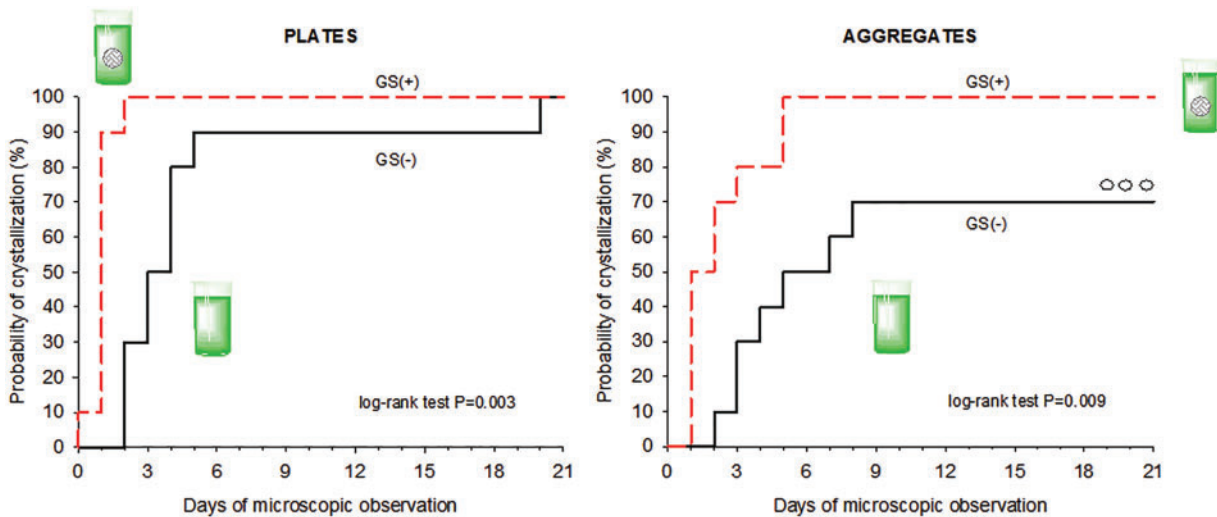 PLATES
GS(+)
100
90
80
70
60
50
40
30
20
10
0
GS(-)
log-rank test P=0.003
0 3 6 9 12 15 18 21
Days of microscopic observation
Probability of crystallization (%)
AGGREGATES
GS(+)
100
90
80
70
60
50
40
30
20
10
0
GS(-)
log-rank test P=0.009
0 3 6 9 12 15 18 21
Days of microscopic observation
Probability of crystallization (%)